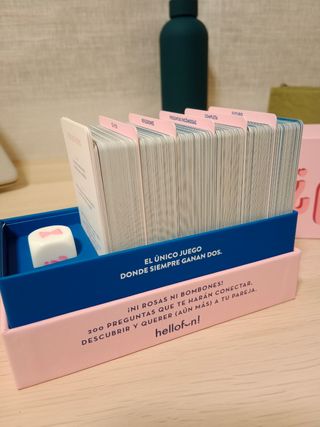 EL ÚNICO JUEGO
DONDE SIEMPRE GANAN DOS.
¡NI ROSAS NI BOMBONES!
200 PREGUNTAS QUE TE HARÁN CONECTAR,
DESCUBRIR Y QUERER (AÚN MÁS) A TU PAREJA.
hellofun!